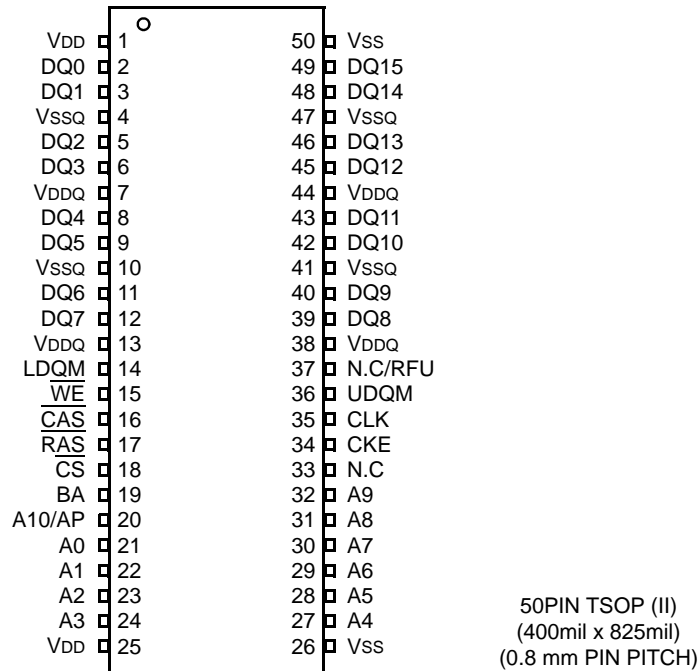 VDD 1 50 VSS
DQ0 2 49 DQ15
DQ1 3 48 DQ14
VSSQ 4 47 VSSQ
DQ2 5 46 DQ13
DQ3 6 45 DQ12
VDDQ 7 44 VDDQ
DQ4 8 43 DQ11
DQ5 9 42 DQ10
VSSQ 10 41 VSSQ
DQ6 11 40 DQ9
DQ7 12 39 DQ8
VDDQ 13 38 VDDQ
LDQM 14 37 N.C/RFU
WE 15 36 UDQM
CAS 16 35 CLK
RAS 17 34 CKE
CS 18 33 N.C
BA 19 32 A9
A10/AP 20 31 A8
A0 21 30 A7
A1 22 29 A6
A2 23 28 A5
A3 24 27 A4
VDD 25 26 VSS
50PIN TSOP (II)
(400mil x 825mil)
(0.8 mm PIN PITCH)